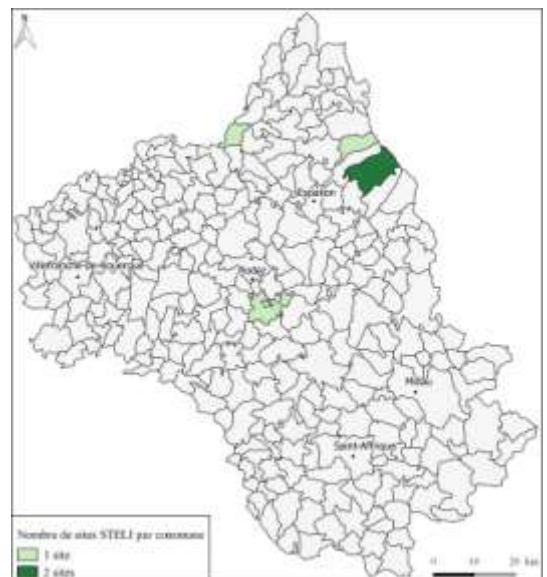 N
Espalion
Villefranche-de-Rouergue
Rodez
Millau
Saint-Affrique
Nombre de sites STELI par commune
1 site
2 sites
0 10 20 km